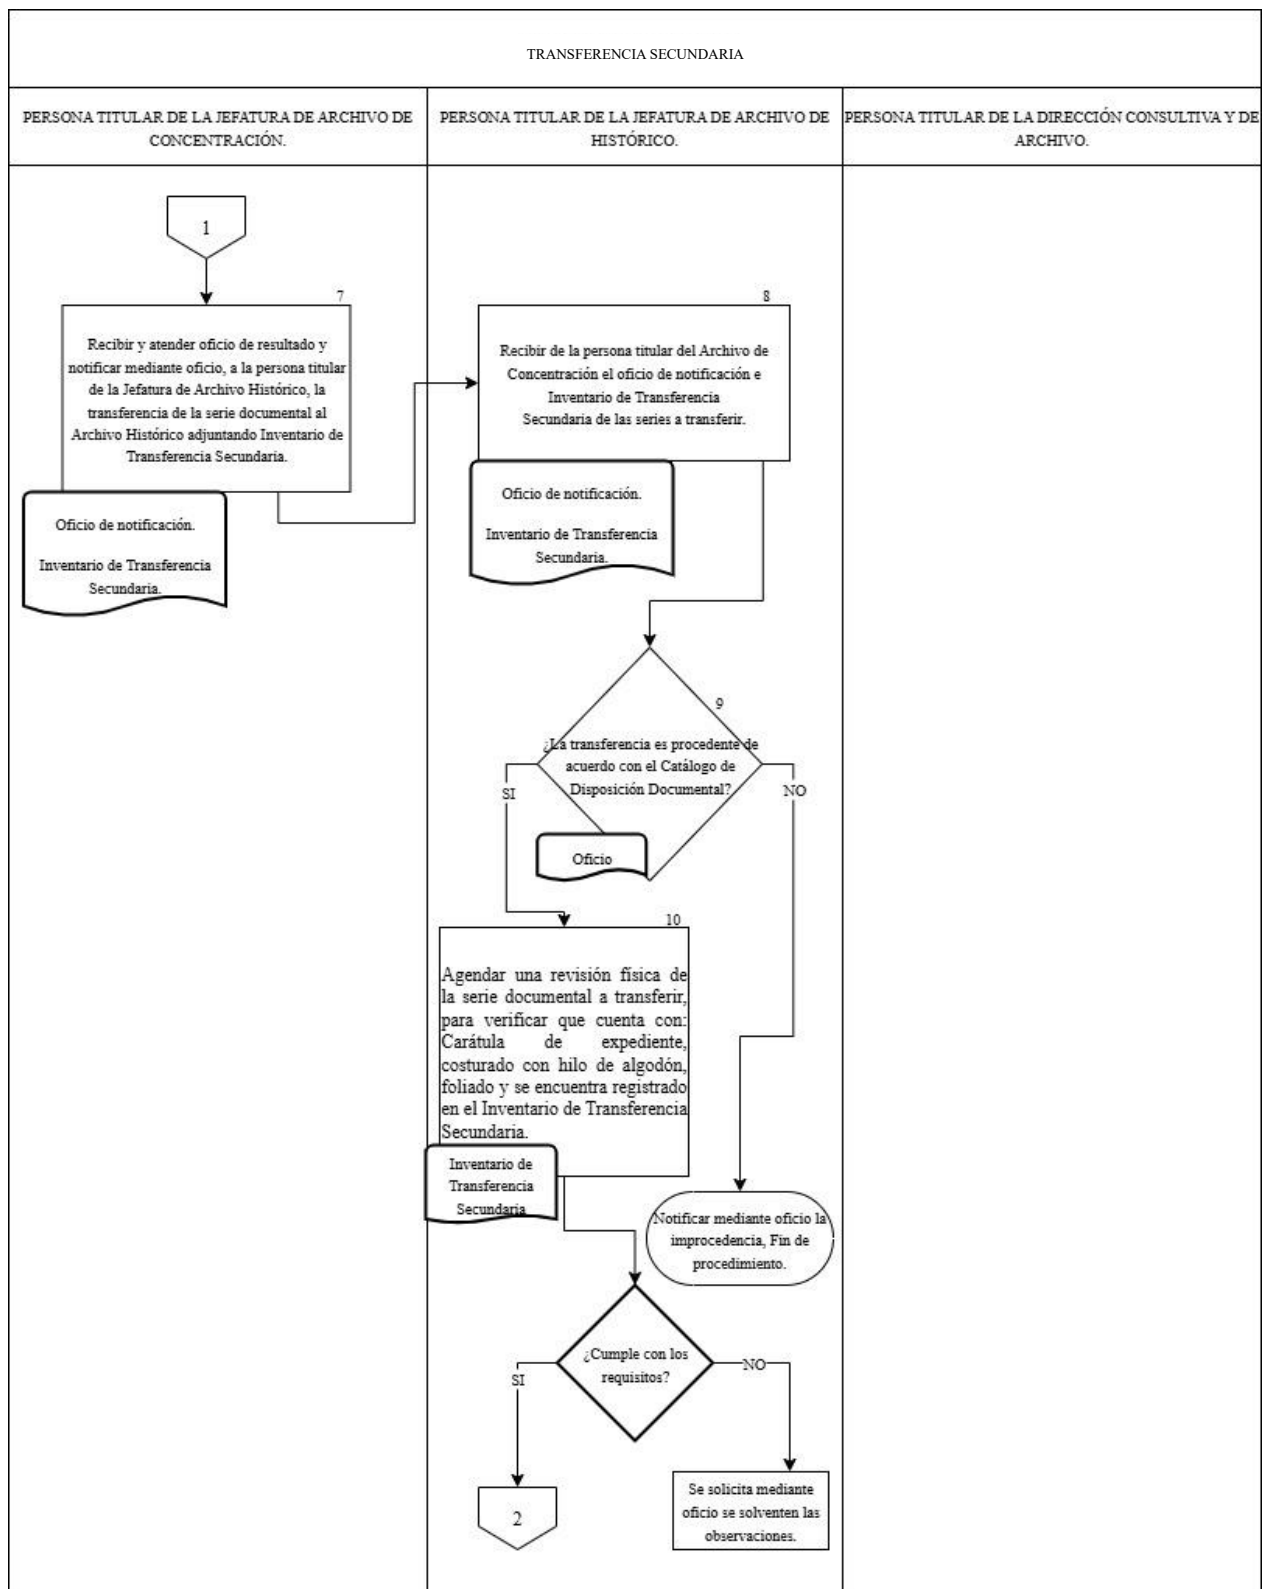 TRANSFERENCIA SECUNDARIA
PERSONA TITULAR DE LA JEFATURA DE ARCHIVO DE
CONCENTRACIÓN.
PERSONA TITULAR DE LA JEFATURA DE ARCHIVO DE
HISTÓRICO.
PERSONA TITULAR DE LA DIRECCIÓN CONSULTIVA Y DE
ARCHIVO.
1
7
Recibir y atender oficio de resultado y
notificar mediante oficio, a la persona titular
de la Jefatura de Archivo Histórico, la
transferencia de la serie documental al
Archivo Histórico adjuntando Inventario de
Transferencia Secundaria.
Oficio de notificación.
Inventario de Transferencia
Secundaria.
8
Recibir de la persona titular del Archivo de
Concentración el oficio de notificación e
Inventario de Transferencia
Secundaria de las series a transferir.
Oficio de notificación.
Inventario de Transferencia
Secundaria.
9
¿La transferencia es procedente de
acuerdo con el Catálogo de
Disposición Documental?
SI
NO
Oficio
10
Agendar una revisión física de
la serie documental a transferir,
para verificar que cuenta con:
Carátula de expediente,
costurado con hilo de algodón,
foliado y se encuentra registrado
en el Inventario de Transferencia
Secundaria.
Inventario de
Transferencia
Secundaria
Notificar mediante oficio la
improcedencia, Fin de
procedimiento.
¿Cumple con los
requisitos?
SI
NO
2
Se solicita mediante
oficio se solventen las
observaciones.